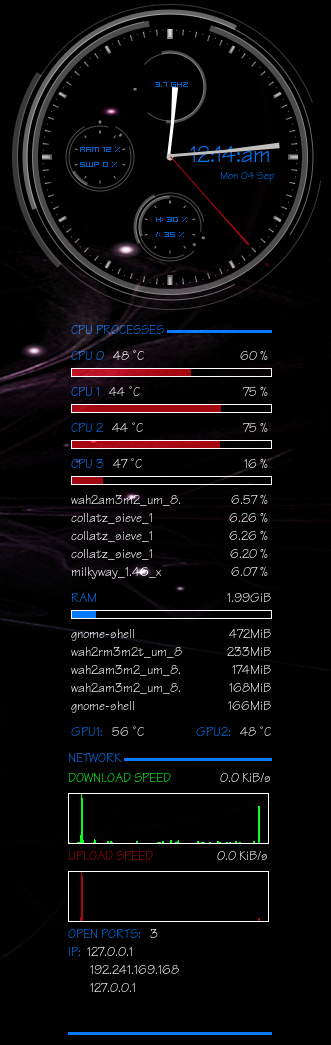 3.7 GHZ
RAM 12 %
SWP 0 %
12:14:am
Mon 04 Sep
H: 30 %
/: 35 %
CPU PROCESSES
CPU 0 48 °C 60 %
CPU 1 44 °C 75 %
CPU 2 44 °C 75 %
CPU 3 47 °C 16 %
wah2am3m2_um_8. 6.57 %
collatz_sieve_1 6.26 %
collatz_sieve_1 6.26 %
collatz_sieve_1 6.20 %
milkyway_1.46_x 6.07 %
RAM 1.99GiB
gnome-shell 472MiB
wah2rm3m2t_um_8 233MiB
wah2am3m2_um_8. 174MiB
wah2am3m2_um_8. 168MiB
gnome-shell 166MiB
GPU1: 56 °C GPU2: 48 °C
NETWORK
DOWNLOAD SPEED 0.0 KiB/s
UPLOAD SPEED 0.0 KiB/s
OPEN PORTS: 3
IP: 127.0.0.1
192.241.169.168
127.0.0.1